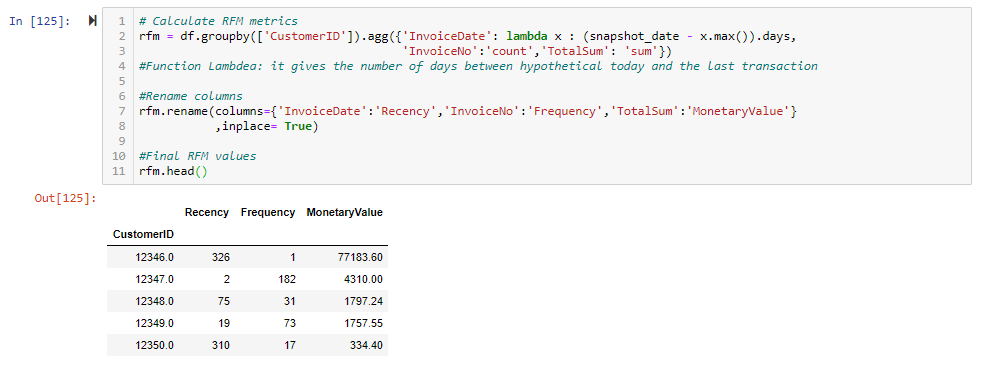 In [125]:
1 # Calculate RFM metrics
2 rfm = df.groupby(['CustomerID']).agg({'InvoiceDate': lambda x : (snapshot_date - x.max()).days,
3 'InvoiceNo':'count','TotalSum': 'sum'})
4 #Function Lambdea: it gives the number of days between hypothetical today and the last transaction
5
6 #Rename columns
7 rfm.rename(columns={'InvoiceDate':'Recency','InvoiceNo':'Frequency','TotalSum':'MonetaryValue'}
8 ,inplace= True)
9
10 #Final RFM values
11 rfm.head()
Out[125]:
Recency Frequency MonetaryValue
CustomerID
12346.0 326 1 77183.60
12347.0 2 182 4310.00
12348.0 75 31 1797.24
12349.0 19 73 1757.55
12350.0 310 17 334.40